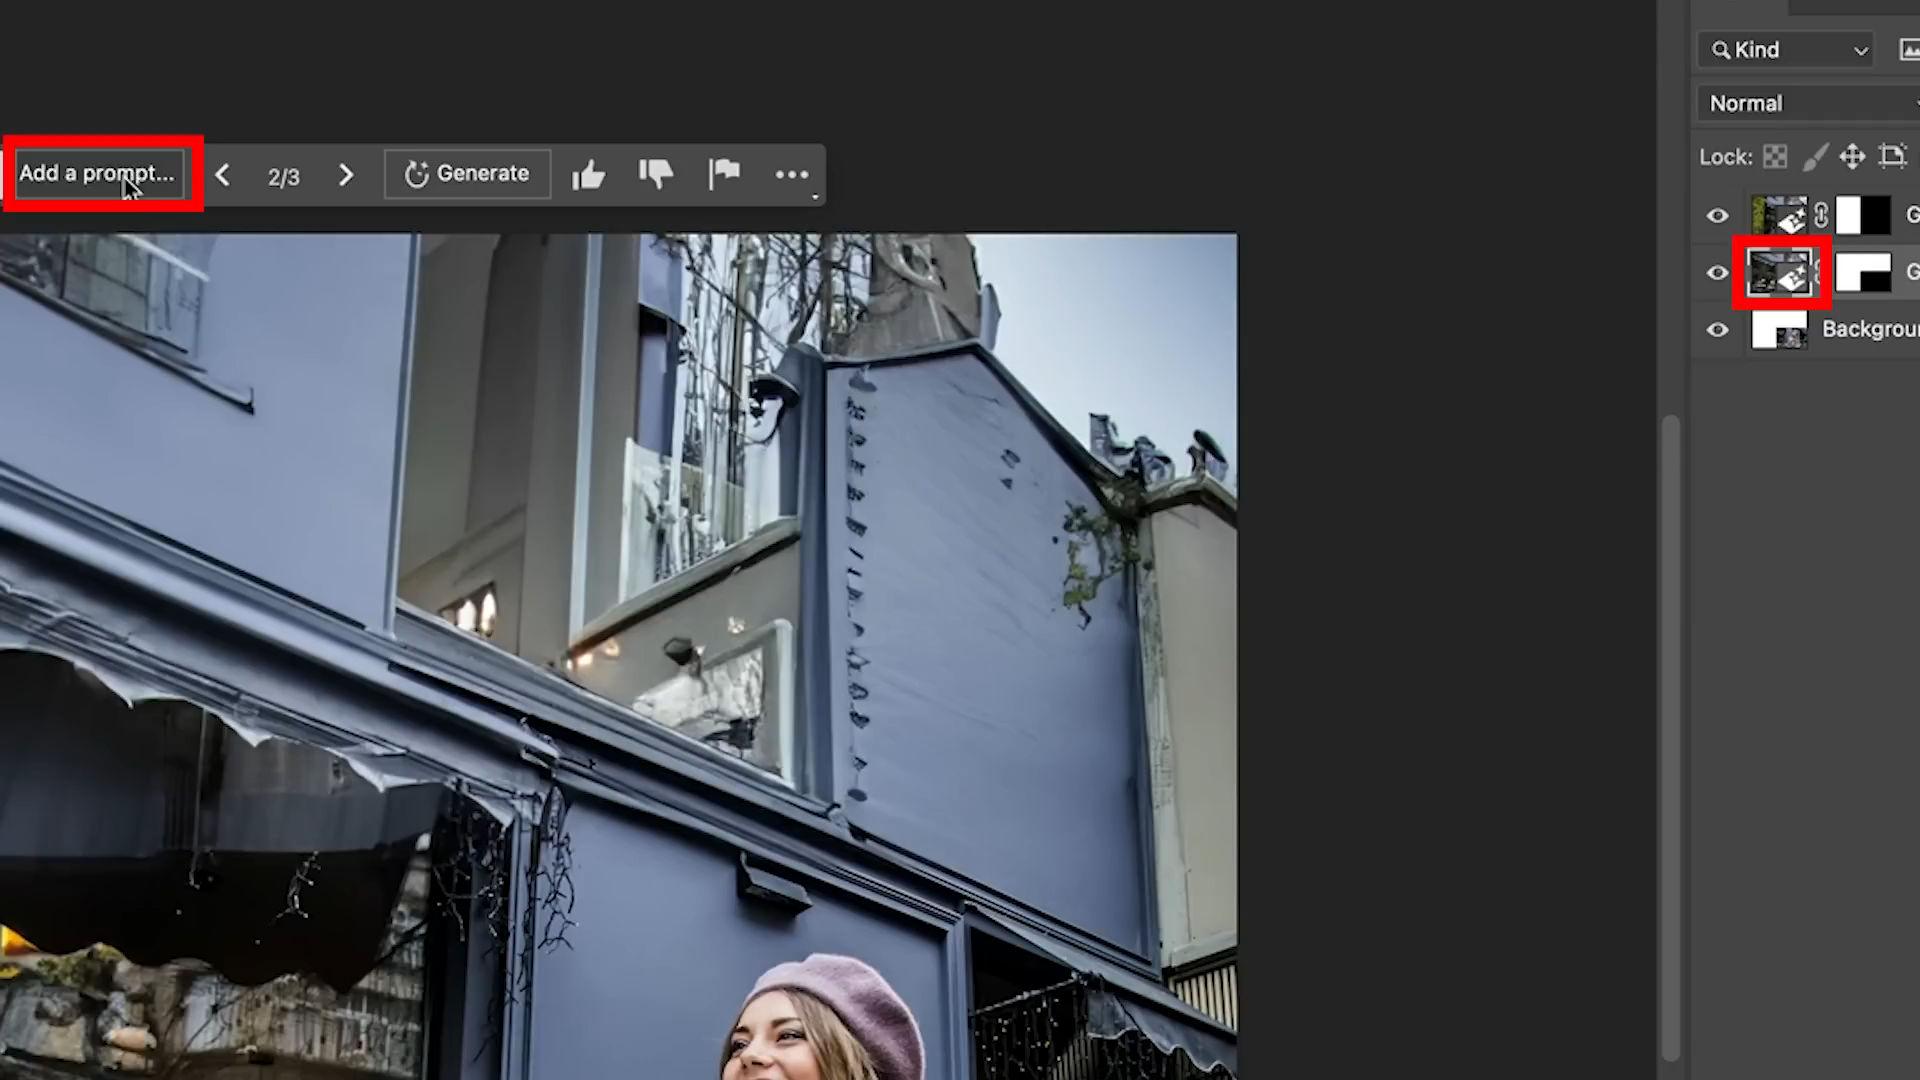 Kind
Normal
Lock:
Add a prompt...
2/3
Generate
G
G
Backgrou